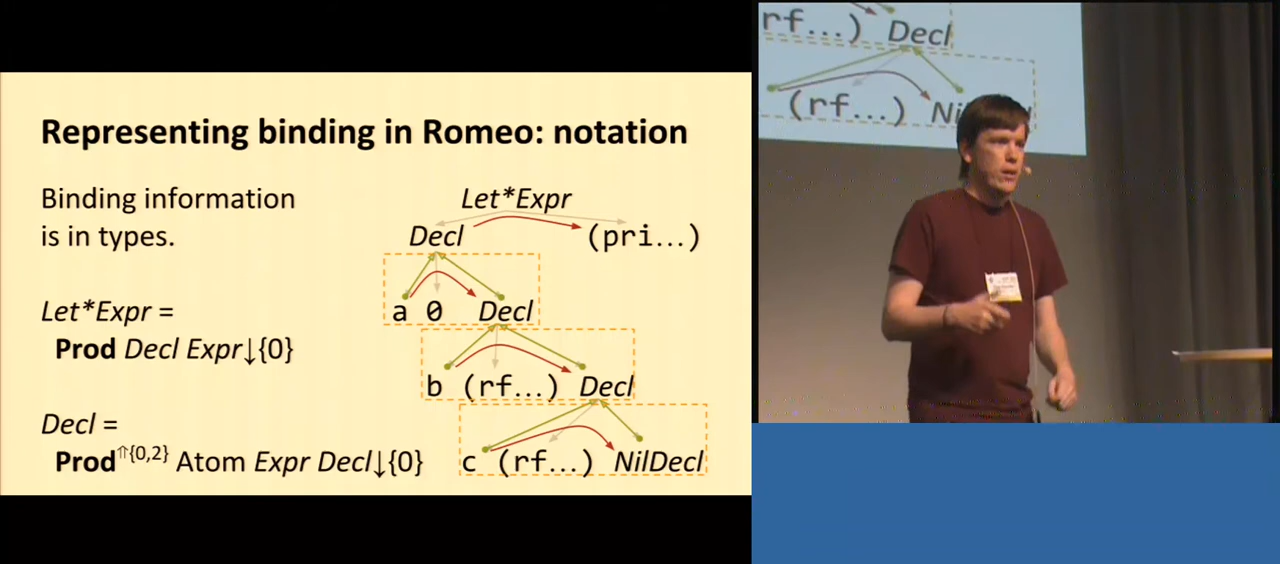 Representing binding in Romeo: notation
Binding information
is in types.
Let*Expr =
Prod Decl Expr↓{0}
Decl =
Prod⇑{0,2} Atom Expr Decl↓{0}
Let*Expr
Decl (pri...)
a 0 Decl
b (rf...) Decl
c (rf...) NilDecl
rf...) Decl
(rf...)